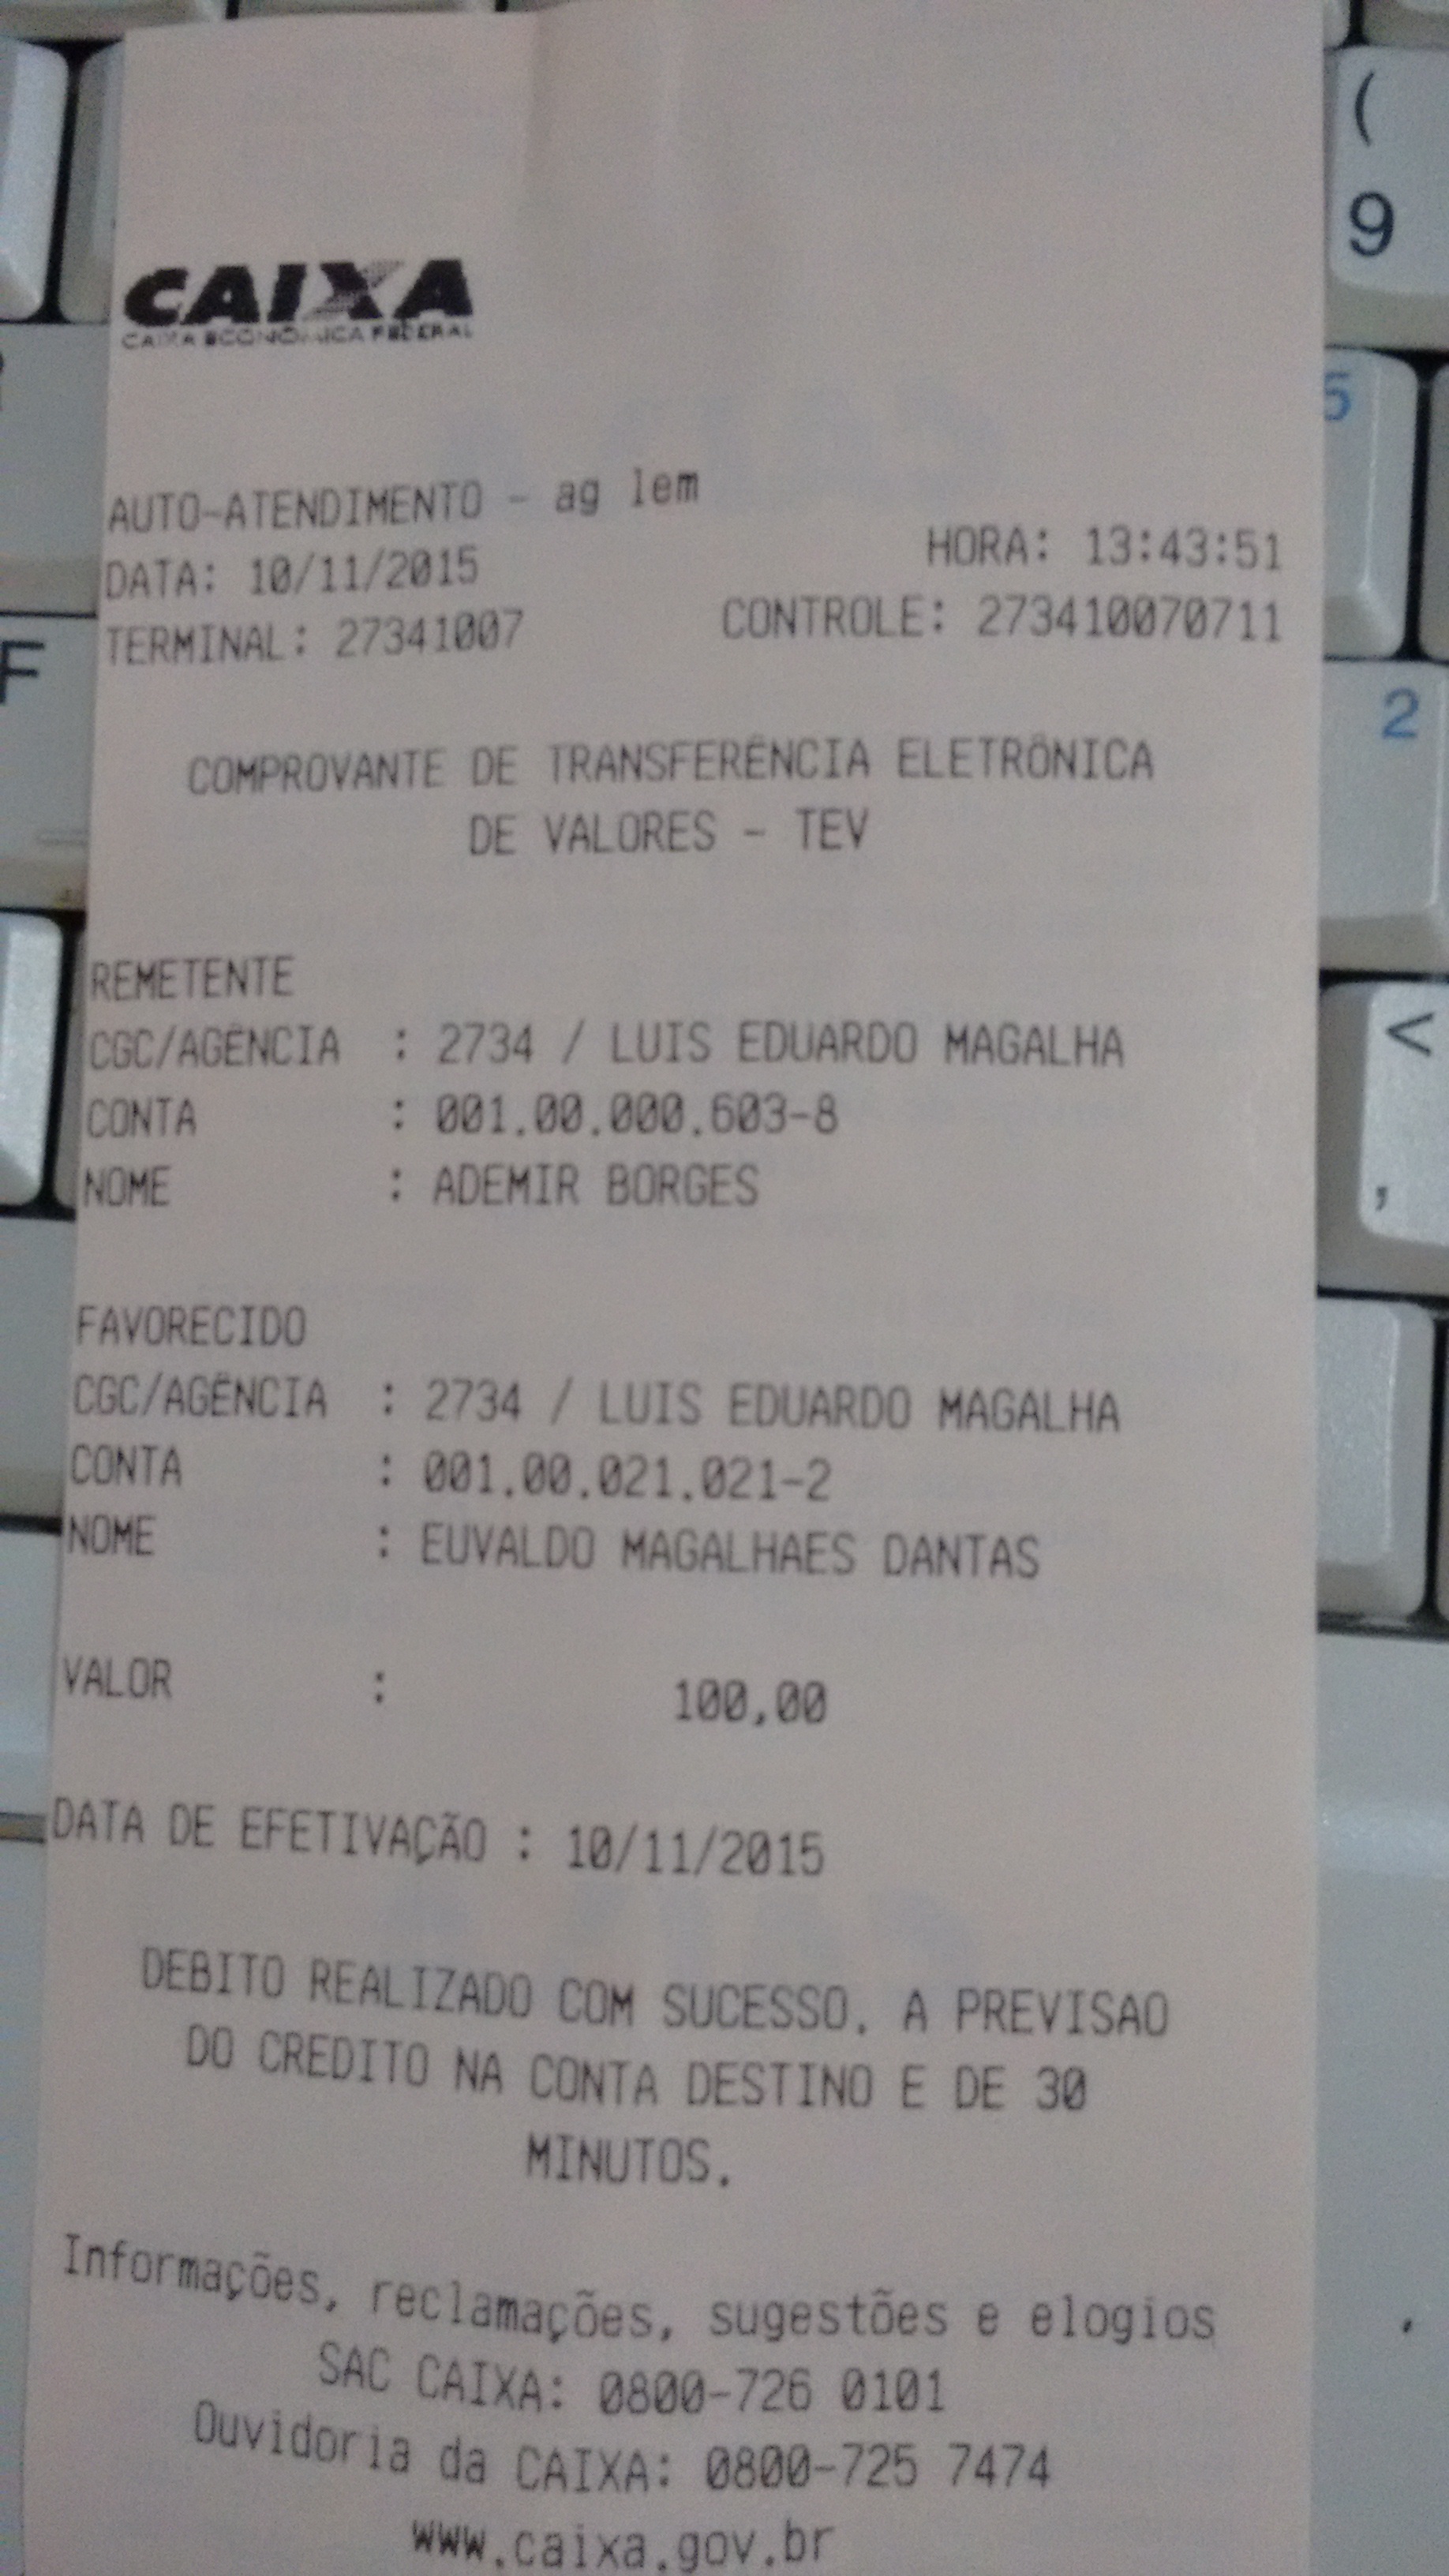 CAIXA
CAIXA ECONÔMICA FEDERAL
AUTO-ATENDIMENTO - ag lem
DATA: 10/11/2015 HORA: 13:43:51
TERMINAL: 27341007 CONTROLE: 273410070711
COMPROVANTE DE TRANSFERÊNCIA ELETRÔNICA
DE VALORES - TEV
REMETENTE
CGC/AGÊNCIA : 2734 / LUIS EDUARDO MAGALHA
CONTA : 001.00.000.603-8
NOME : ADEMIR BORGES
FAVORECIDO
CGC/AGÊNCIA : 2734 / LUIS EDUARDO MAGALHA
CONTA : 001.00.021.021-2
NOME : EUVALDO MAGALHAES DANTAS
VALOR : 100,00
DATA DE EFETIVAÇÃO : 10/11/2015
DEBITO REALIZADO COM SUCESSO. A PREVISAO
DO CREDITO NA CONTA DESTINO E DE 30
MINUTOS.
Informações, reclamações, sugestões e elogios
SAC CAIXA: 0800-726 0101
Ouvidoria da CAIXA: 0800-725 7474
www.caixa.gov.br
(
9
5
F
2
<
,
.